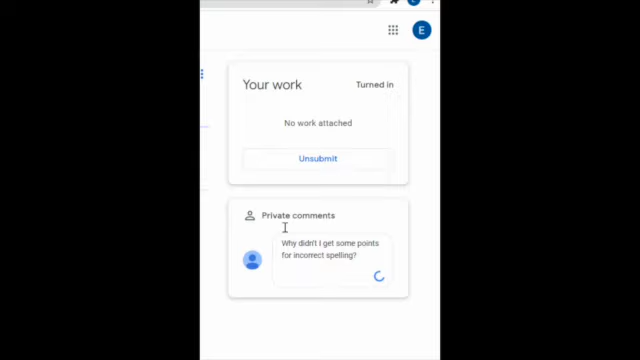 E
Your work Turned in
No work attached
Unsubmit
Private comments
Why didn't I get some points
for incorrect spelling?